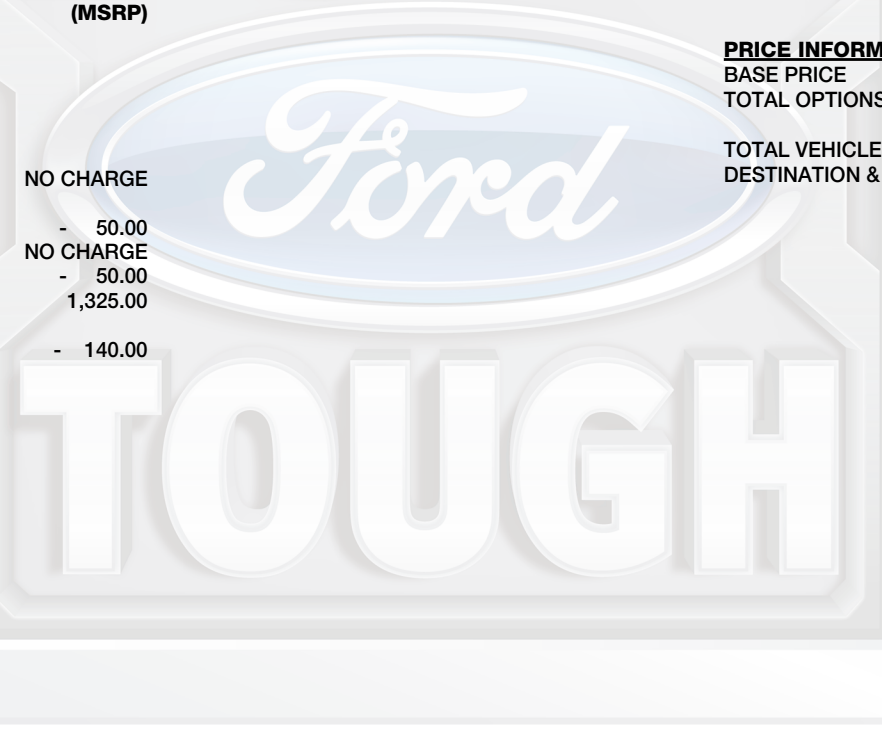 (MSRP)
NO CHARGE
- 50.00
NO CHARGE
- 50.00
1,325.00
- 140.00
PRICE INFORM
BASE PRICE
TOTAL OPTIONS
TOTAL VEHICLE
DESTINATION &
Ford
TOUGH